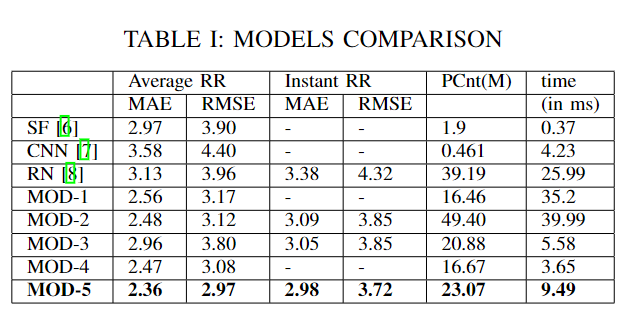 TABLE I: MODELS COMPARISON
Average RR Instant RR PCnt(M) time
MAE RMSE MAE RMSE (in ms)
SF [6] 2.97 3.90 - - 1.9 0.37
CNN [7] 3.58 4.40 - - 0.461 4.23
RN [8] 3.13 3.96 3.38 4.32 39.19 25.99
MOD-1 2.56 3.17 - - 16.46 35.2
MOD-2 2.48 3.12 3.09 3.85 49.40 39.99
MOD-3 2.96 3.80 3.05 3.85 20.88 5.58
MOD-4 2.47 3.08 - - 16.67 3.65
MOD-5 2.36 2.97 2.98 3.72 23.07 9.49